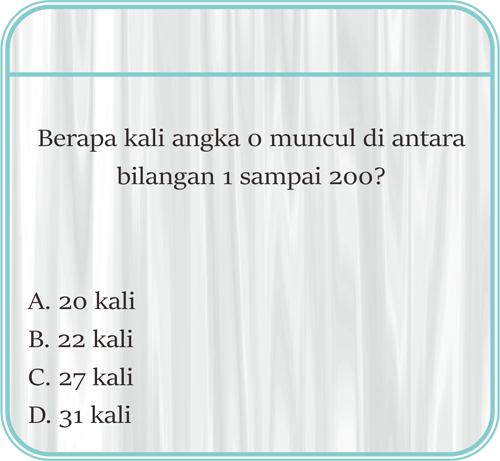 Berapa kali angka 0 muncul di antara
bilangan 1 sampai 200?
A. 20 kali
B. 22 kali
C. 27 kali
D. 31 kali